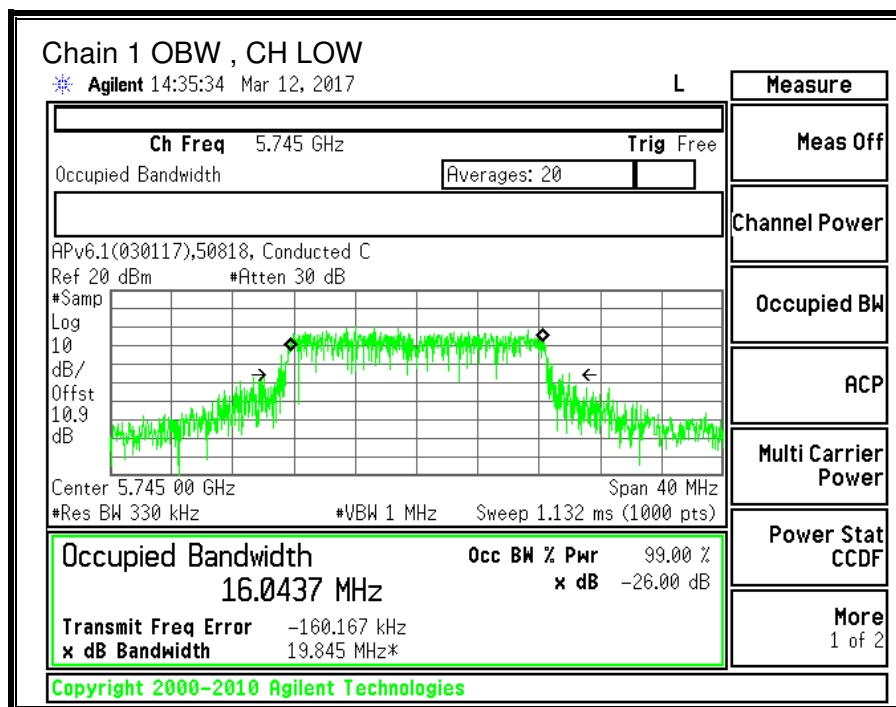 Chain 1 OBW , CH LOW
Agilent 14:35:34 Mar 12, 2017 L
Measure
Ch Freq 5.745 GHz Trig Free
Meas Off
Occupied Bandwidth Averages: 20
Channel Power
APv6.1(030117),50818, Conducted C
Ref 20 dBm #Atten 30 dB
#Samp
Log
10
dB/
Offst
10.9
dB
Occupied BW
ACP
Multi Carrier
Power
Center 5.745 00 GHz Span 40 MHz
#Res BW 330 kHz #VBW 1 MHz Sweep 1.132 ms (1000 pts)
Power Stat
CCDF
Occupied Bandwidth Occ BW % Pwr 99.00 %
16.0437 MHz x dB -26.00 dB
Transmit Freq Error -160.167 kHz
x dB Bandwidth 19.845 MHz*
More
1 of 2
Copyright 2000-2010 Agilent Technologies